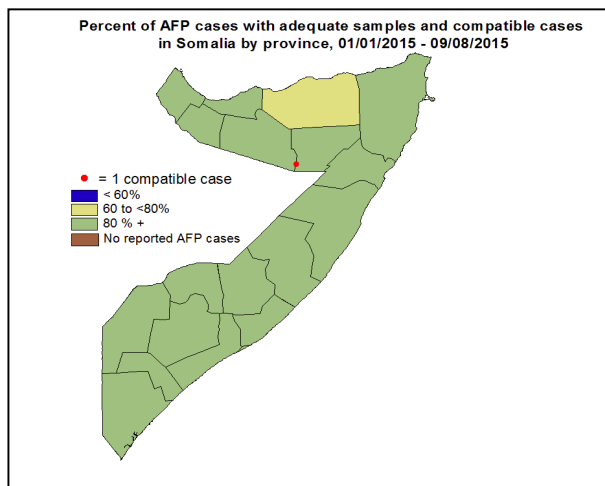 Percent of AFP cases with adequate samples and compatible cases
in Somalia by province, 01/01/2015 - 09/08/2015
= 1 compatible case
< 60%
60 to <80%
80 % +
No reported AFP cases